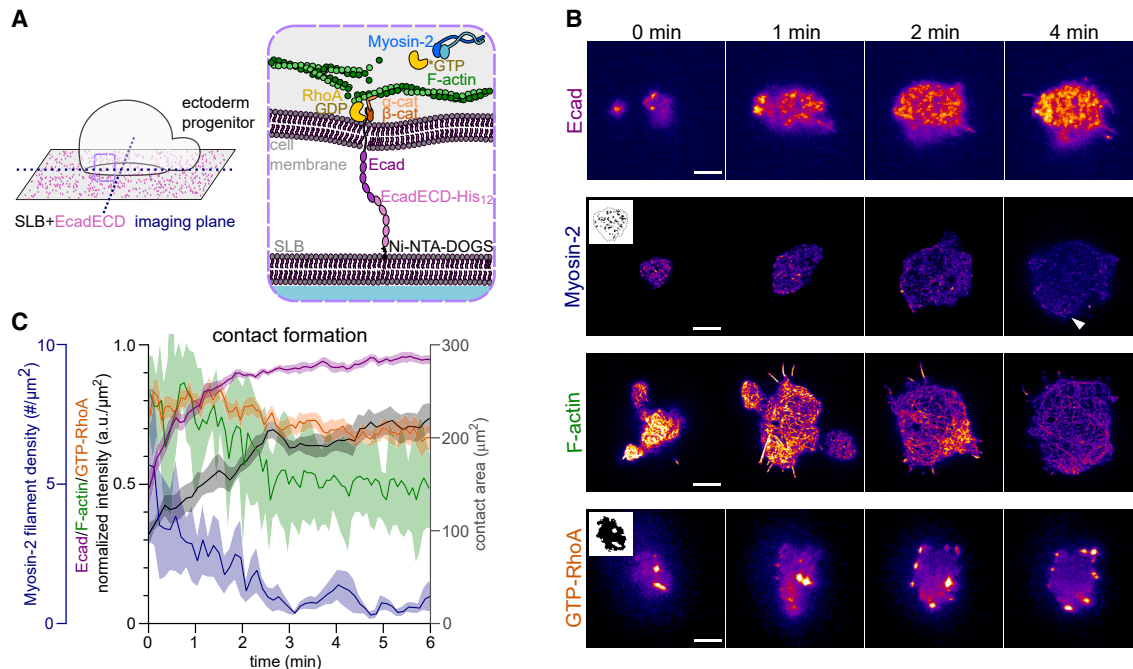 A
ectoderm
progenitor
SLB+EcadECD imaging plane
Myosin-2
*GTP
F-actin
RhoA
GDP
α-cat
β-cat
cell
membrane
Ecad
EcadECD-His12
SLB
Ni-NTA-DOGS
B
0 min 1 min 2 min 4 min
Ecad
Myosin-2
F-actin
GTP-RhoA
C
contact formation
Myosin-2 filament density (#/μm²)
10
5
0
Ecad/F-actin/GTP-RhoA
normalized intensity (a.u./μm²)
1.0
0.5
0
300
200
100
0
contact area (μm²)
0 1 2 3 4 5 6
time (min)